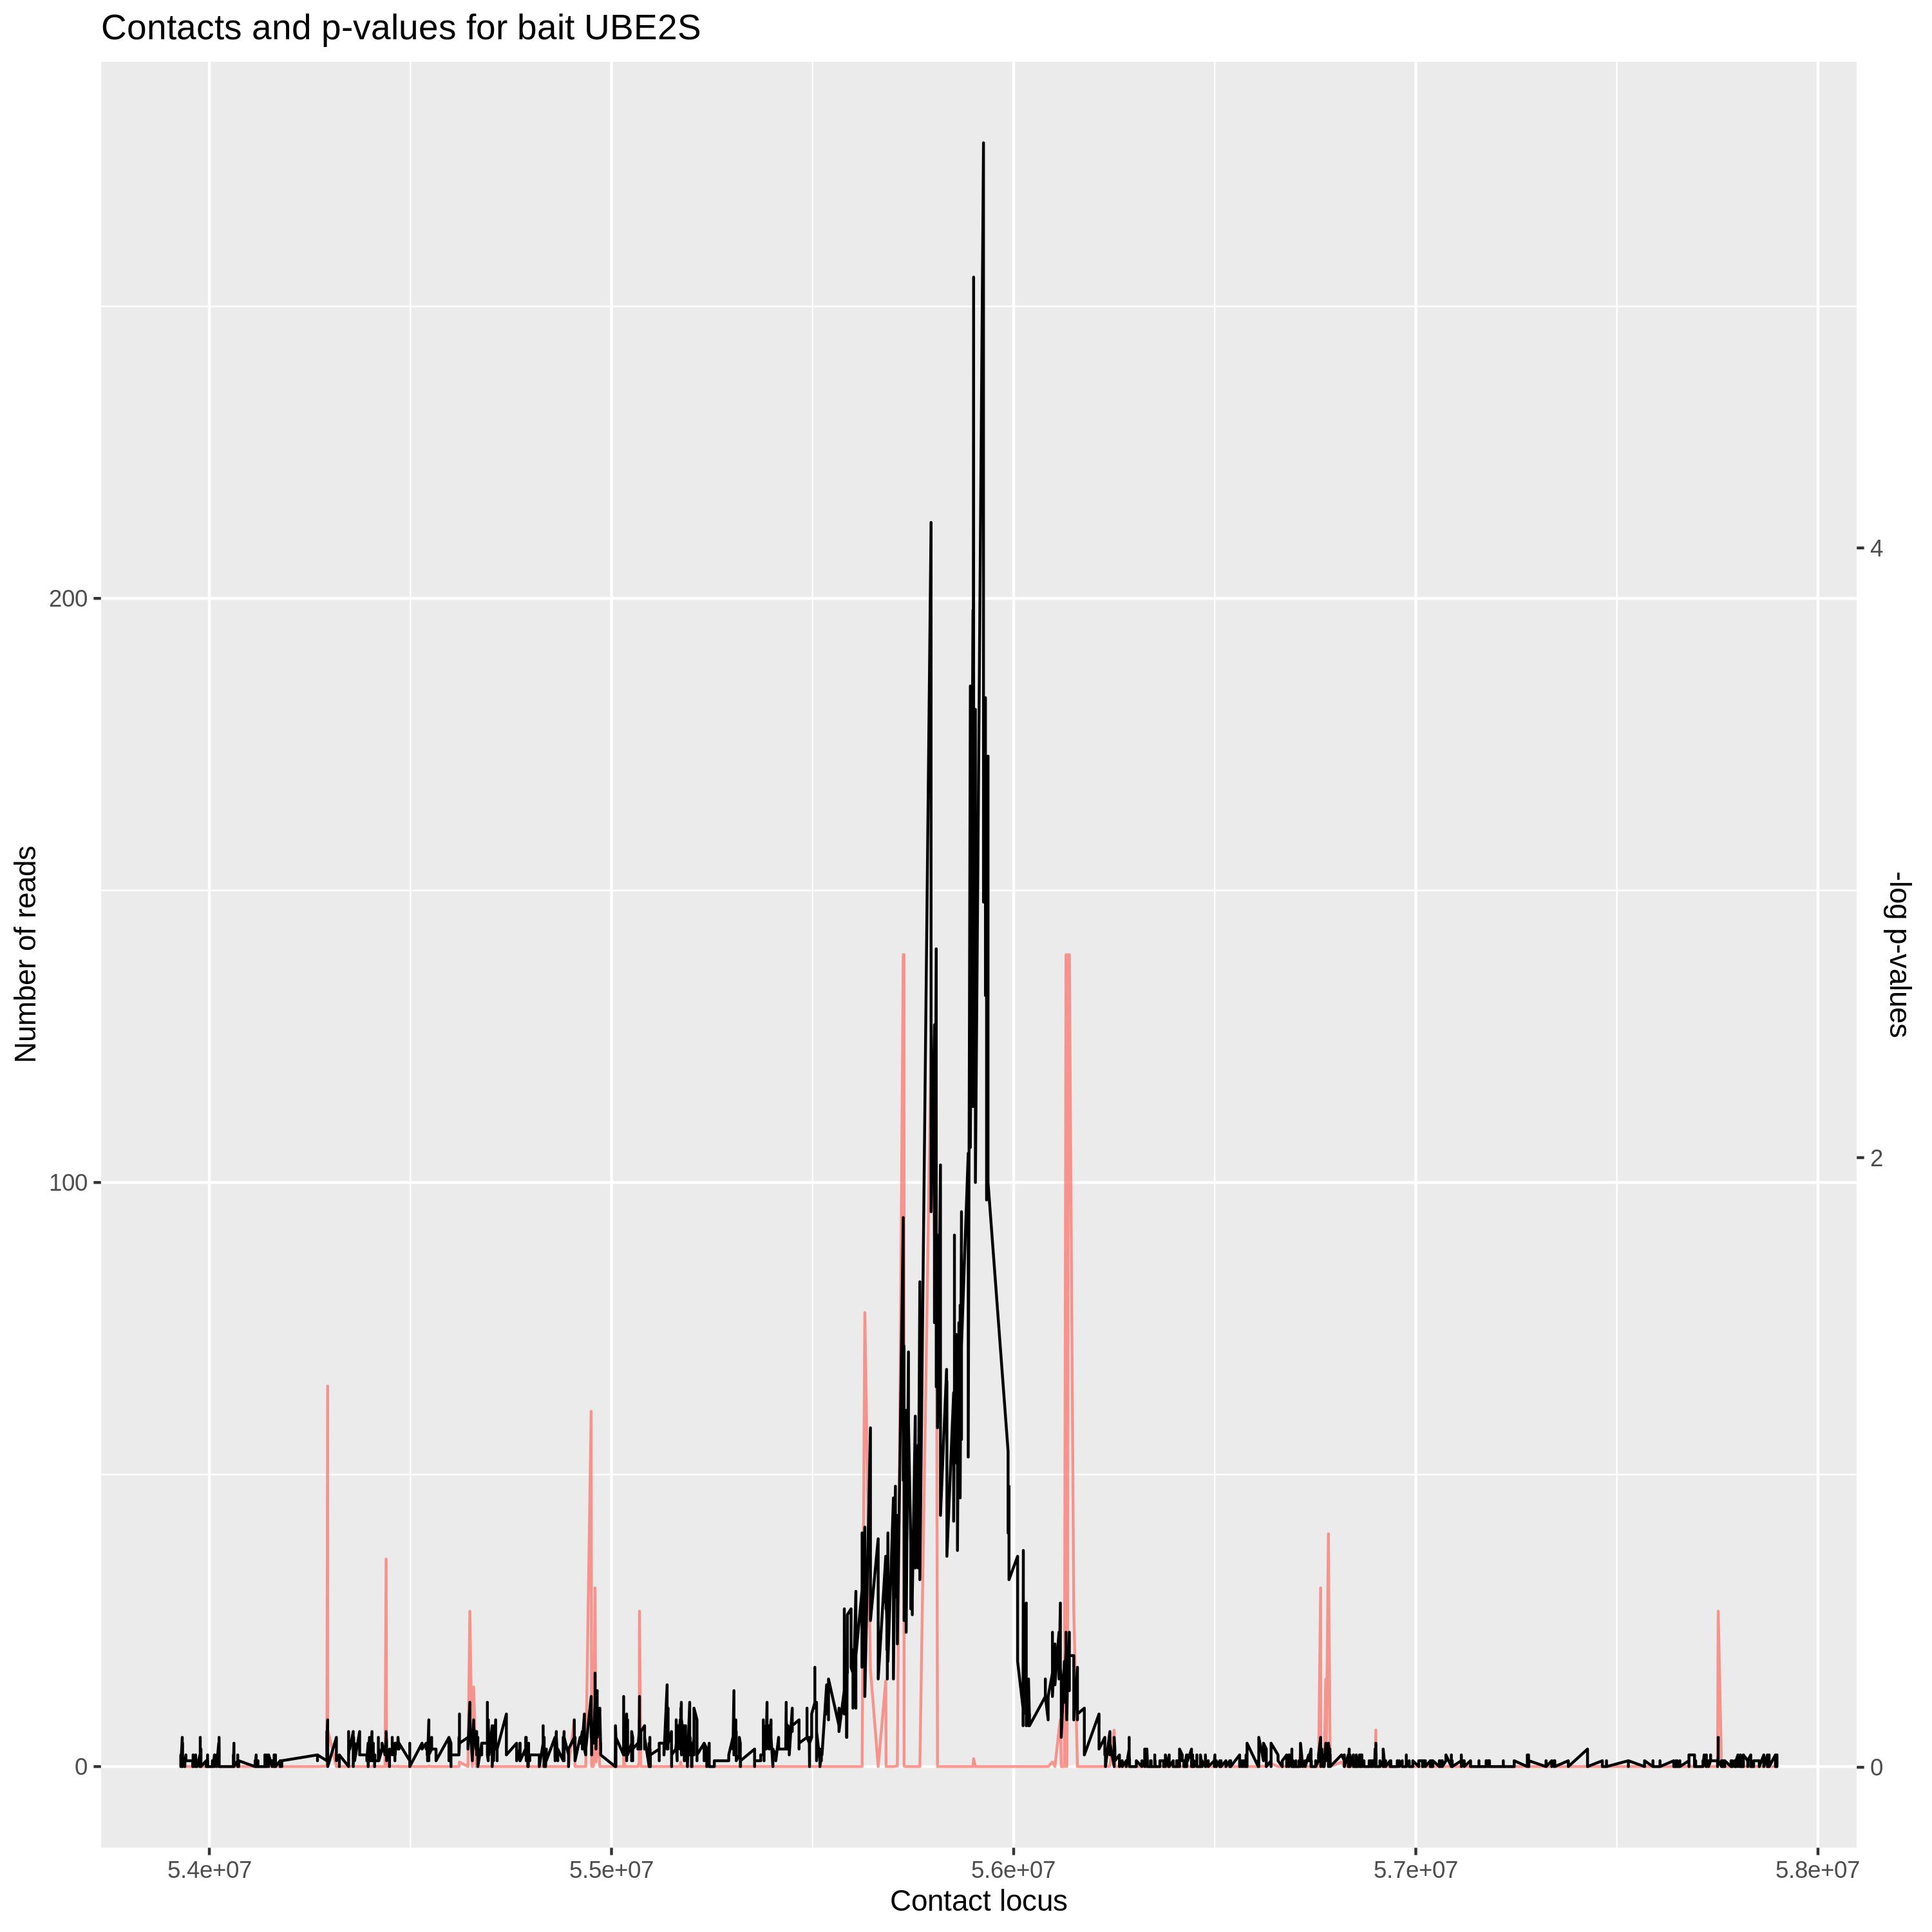 Contacts and p-values for bait UBE2S
Number of reads
200
100
0
4
2
0
-log p-values
5.4e+07 5.5e+07 5.6e+07 5.7e+07 5.8e+07
Contact locus